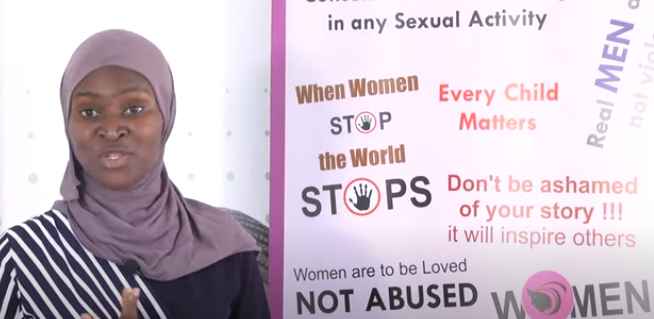 in any Sexual Activity
When Women
STOP
the World
STOPS
Every Child
Matters
Real MEN
Don't be ashamed
of your story !!!
it will inspire others
Women are to be Loved
NOT ABUSED
WOMEN